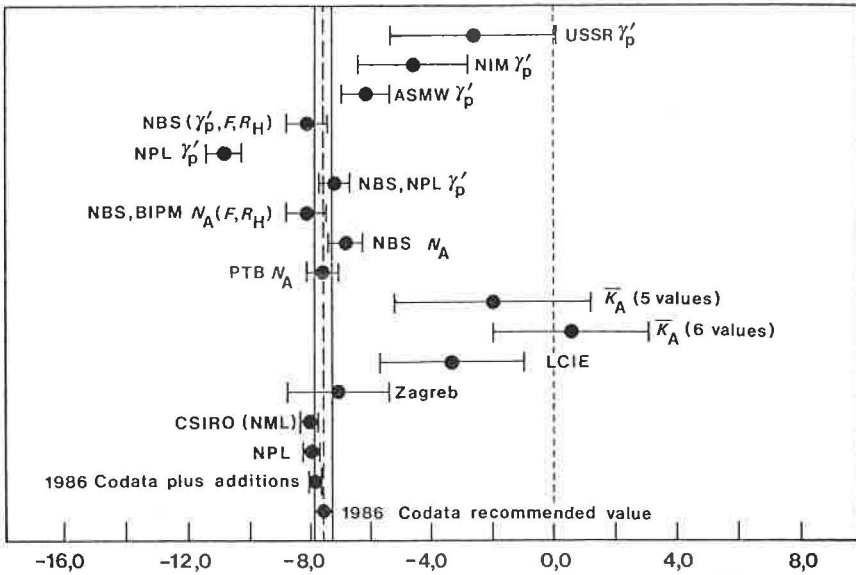 USSR γ′p
NIM γ′p
ASMW γ′p
NBS (γ′p, F, RH)
NPL γ′p
NBS, NPL γ′p
NBS, BIPM NA (F, RH)
NBS NA
PTB NA
K̅A (5 values)
K̅A (6 values)
LCIE
Zagreb
CSIRO (NML)
NPL
1986 Codata plus additions
1986 Codata recommended value
-16,0 -12,0 -8,0 -4,0 0,0 4,0 8,0